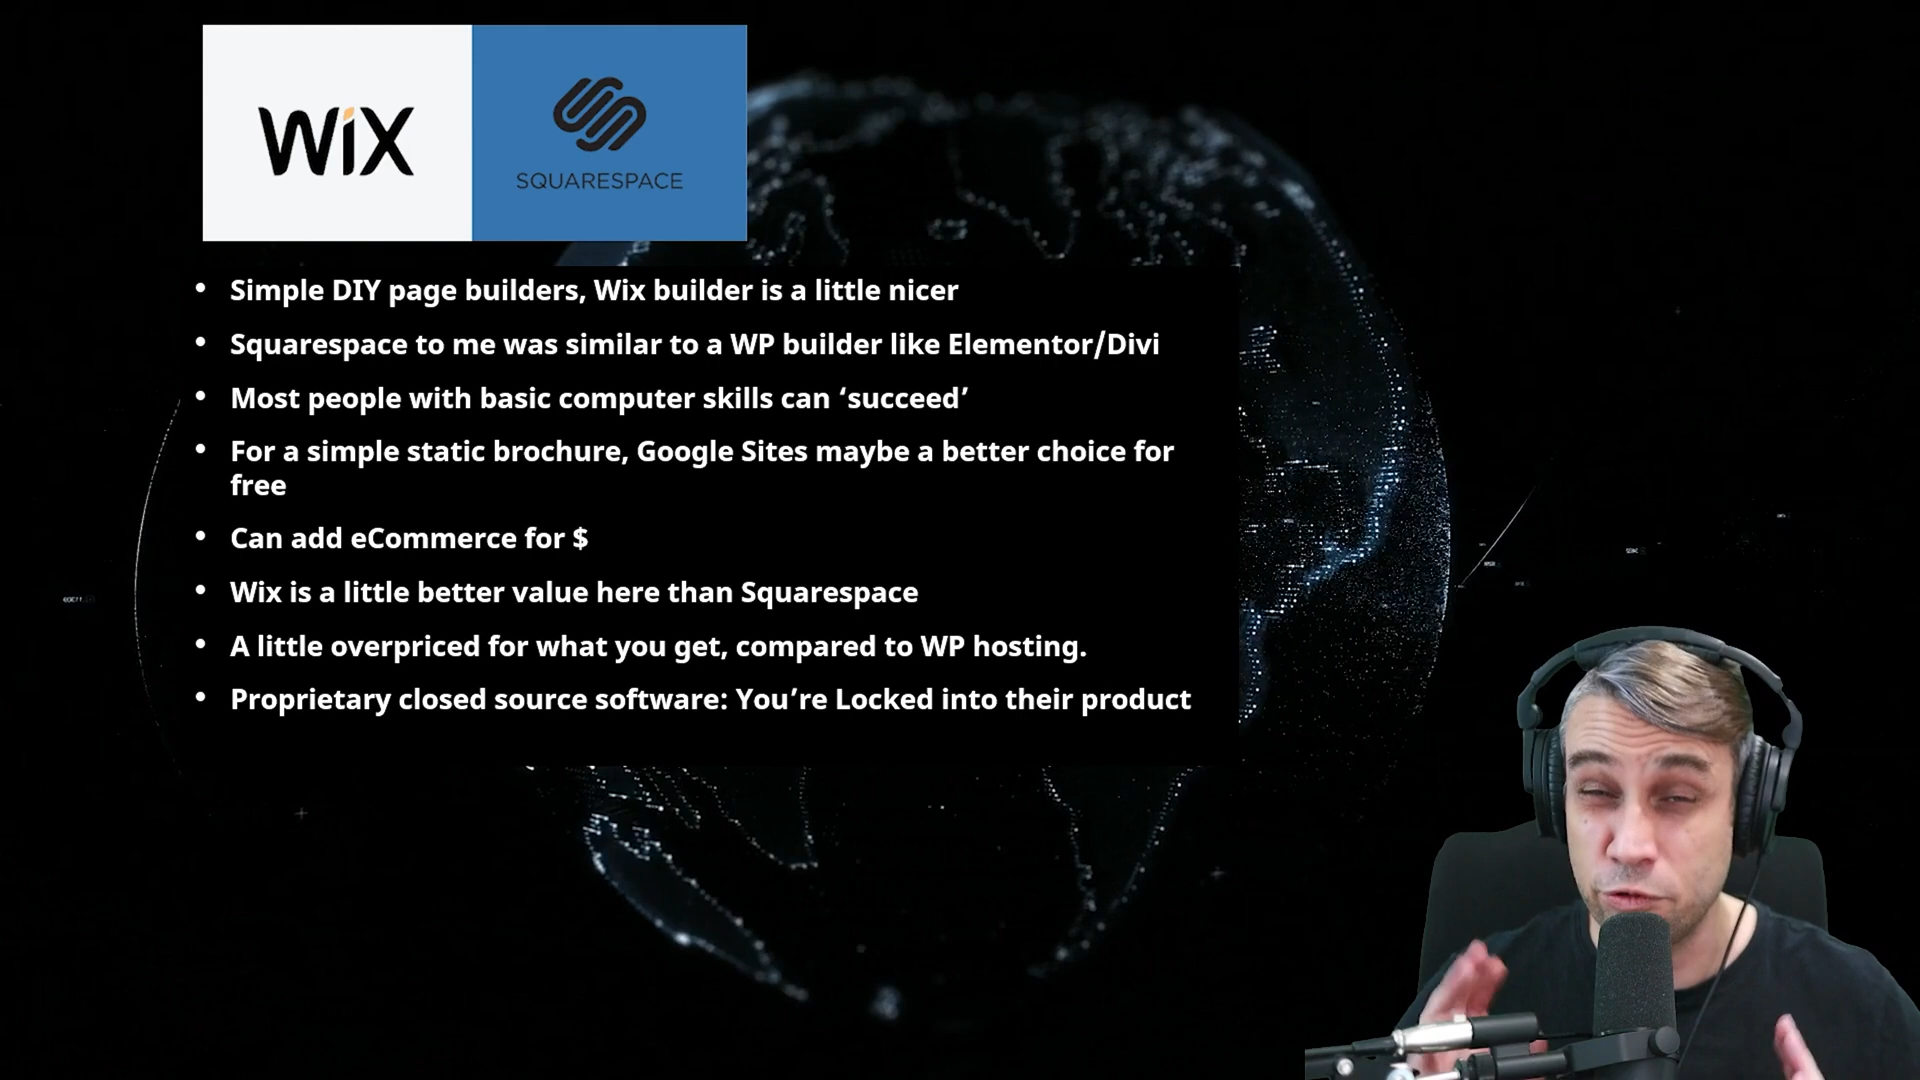 WiX
SQUARESPACE
• Simple DIY page builders, Wix builder is a little nicer
• Squarespace to me was similar to a WP builder like Elementor/Divi
• Most people with basic computer skills can ‘succeed’
• For a simple static brochure, Google Sites maybe a better choice for
free
• Can add eCommerce for $
• Wix is a little better value here than Squarespace
• A little overpriced for what you get, compared to WP hosting.
• Proprietary closed source software: You’re Locked into their product